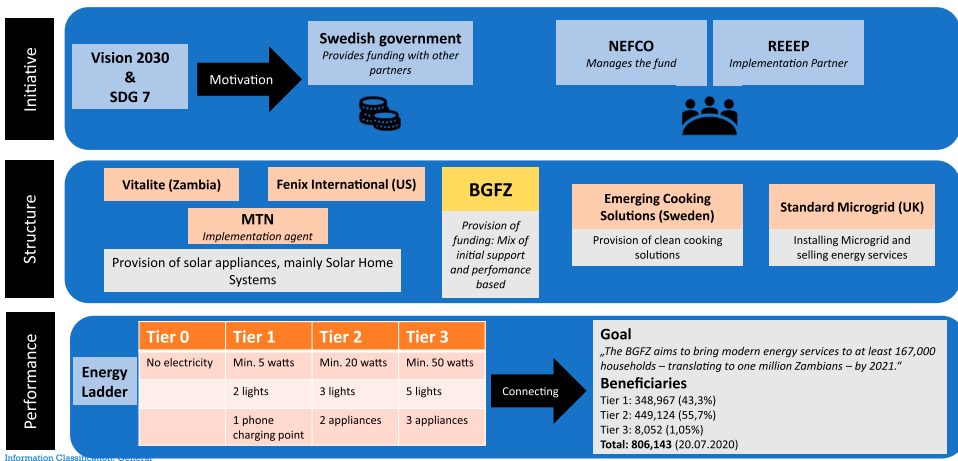 Initiative
Vision 2030
&
SDG 7
Motivation
Swedish government
Provides funding with other
partners
NEFCO
Manages the fund
REEEP
Implementation Partner
Structure
Vitalite (Zambia)
Fenix International (US)
MTN
Implementation agent
Provision of solar appliances, mainly Solar Home
Systems
BGFZ
Provision of
funding: Mix of
initial support
and perfomance
based
Emerging Cooking
Solutions (Sweden)
Provision of clean cooking
solutions
Standard Microgrid (UK)
Installing Microgrid and
selling energy services
Performance
Energy
Ladder
Tier 0 Tier 1 Tier 2 Tier 3
No electricity Min. 5 watts Min. 20 watts Min. 50 watts
2 lights 3 lights 5 lights
1 phone
charging point 2 appliances 3 appliances
Connecting
Goal
„The BGFZ aims to bring modern energy services to at least 167,000
households – translating to one million Zambians – by 2021.“
Beneficiaries
Tier 1: 348,967 (43,3%)
Tier 2: 449,124 (55,7%)
Tier 3: 8,052 (1,05%)
Total: 806,143 (20.07.2020)
Information Classification: General